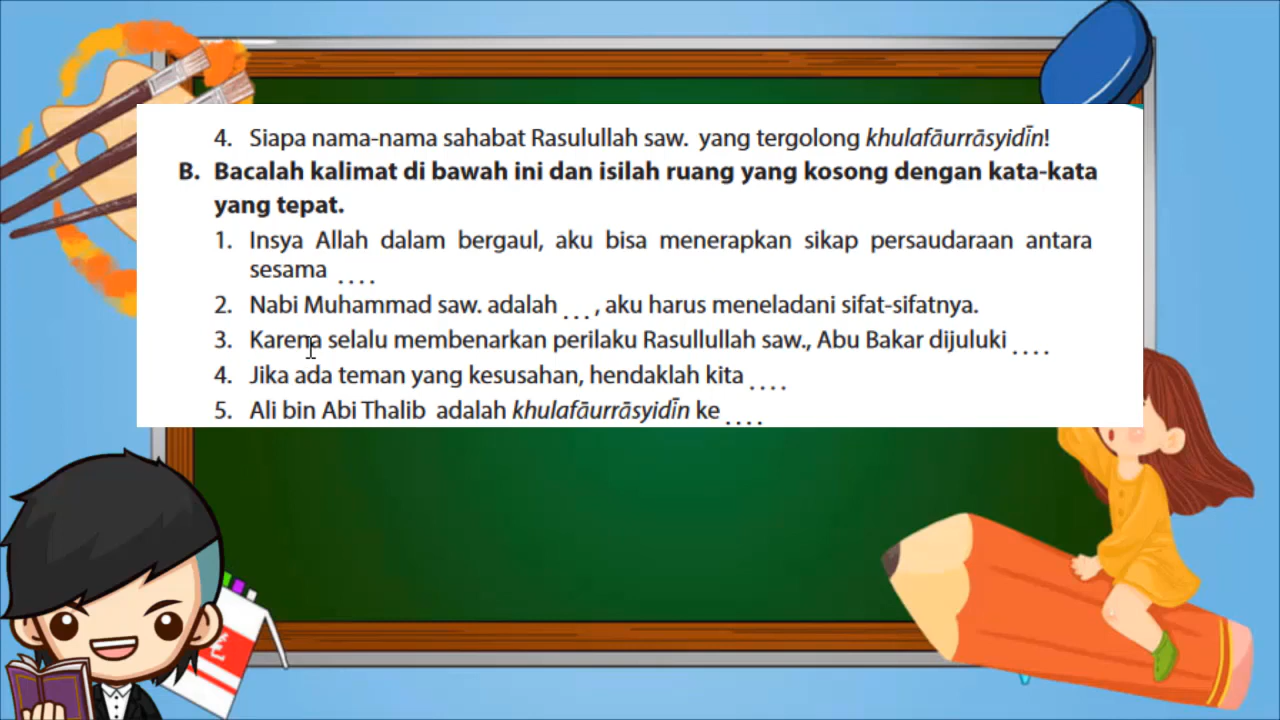 4. Siapa nama-nama sahabat Rasulullah saw. yang tergolong khulafāurrāsyidīn!
B. Bacalah kalimat di bawah ini dan isilah ruang yang kosong dengan kata-kata
yang tepat.
1. Insya Allah dalam bergaul, aku bisa menerapkan sikap persaudaraan antara
sesama . . . .
2. Nabi Muhammad saw. adalah . . . , aku harus meneladani sifat-sifatnya.
3. Karena selalu membenarkan perilaku Rasullullah saw., Abu Bakar dijuluki . . . .
4. Jika ada teman yang kesusahan, hendaklah kita . . . .
5. Ali bin Abi Thalib adalah khulafāurrāsyidīn ke . . . .